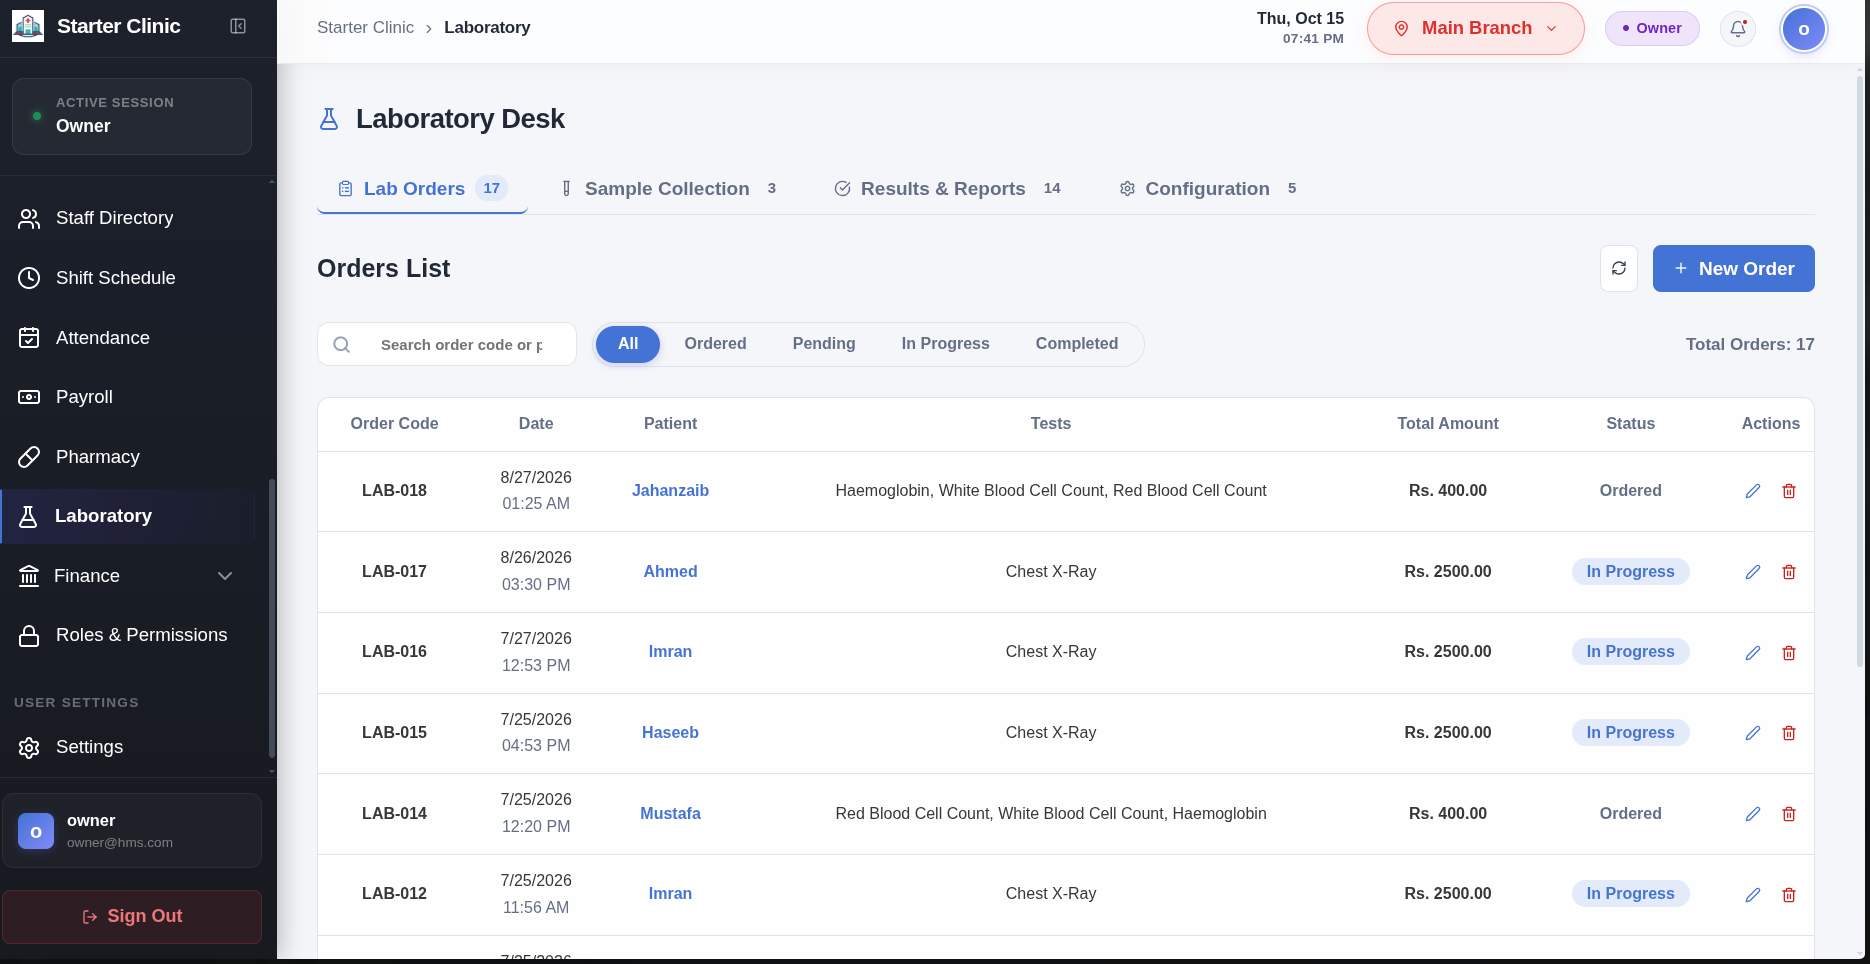 Starter Clinic
ACTIVE SESSION
Owner
Staff Directory
Shift Schedule
Attendance
Payroll
Pharmacy
Laboratory
Finance
Roles & Permissions
USER SETTINGS
Settings
o
owner
owner@hms.com
Sign Out
Starter Clinic > Laboratory
Thu, Oct 15
07:41 PM
Main Branch
Owner
o
Laboratory Desk
Lab Orders 17
Sample Collection 3
Results & Reports 14
Configuration 5
Orders List
+ New Order
Search order code or p
All
Ordered
Pending
In Progress
Completed
Total Orders: 17
Order Code Date Patient Tests Total Amount Status Actions
LAB-018 8/27/2026 01:25 AM Jahanzaib Haemoglobin, White Blood Cell Count, Red Blood Cell Count Rs. 400.00 Ordered
LAB-017 8/26/2026 03:30 PM Ahmed Chest X-Ray Rs. 2500.00 In Progress
LAB-016 7/27/2026 12:53 PM Imran Chest X-Ray Rs. 2500.00 In Progress
LAB-015 7/25/2026 04:53 PM Haseeb Chest X-Ray Rs. 2500.00 In Progress
LAB-014 7/25/2026 12:20 PM Mustafa Red Blood Cell Count, White Blood Cell Count, Haemoglobin Rs. 400.00 Ordered
LAB-012 7/25/2026 11:56 AM Imran Chest X-Ray Rs. 2500.00 In Progress